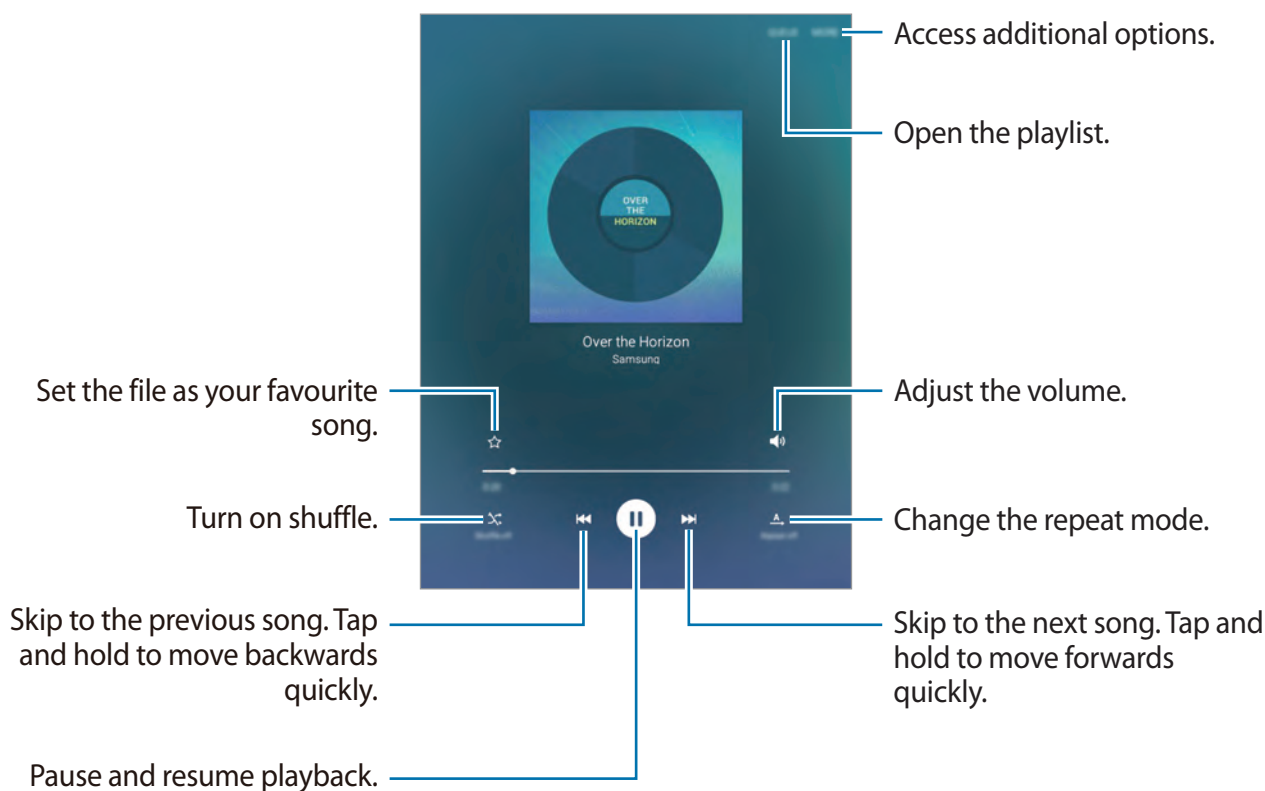 Access additional options.
Open the playlist.
OVER
THE
HORIZON
Over the Horizon
Samsung
Set the file as your favourite
song.
Adjust the volume.
Turn on shuffle.
Change the repeat mode.
Skip to the previous song. Tap
and hold to move backwards
quickly.
Skip to the next song. Tap and
hold to move forwards
quickly.
Pause and resume playback.